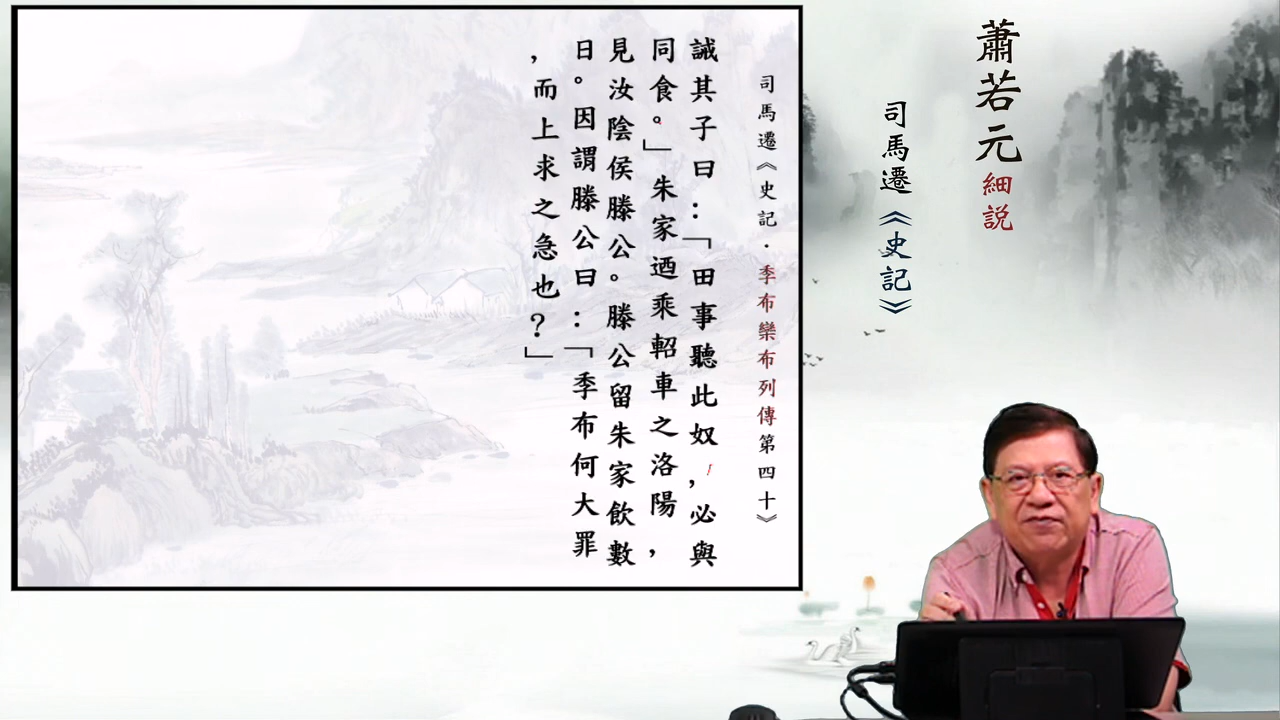 蕭若元細説
司馬遷《史記》
司馬遷《史記·季布欒布列傳第四十》
誡其子曰：「田事聽此奴，必與
同食。」朱家迺乘軺車之洛陽，
見汝陰侯滕公。滕公留朱家飲數
日。因謂滕公曰：「季布何大罪
，而上求之急也？」